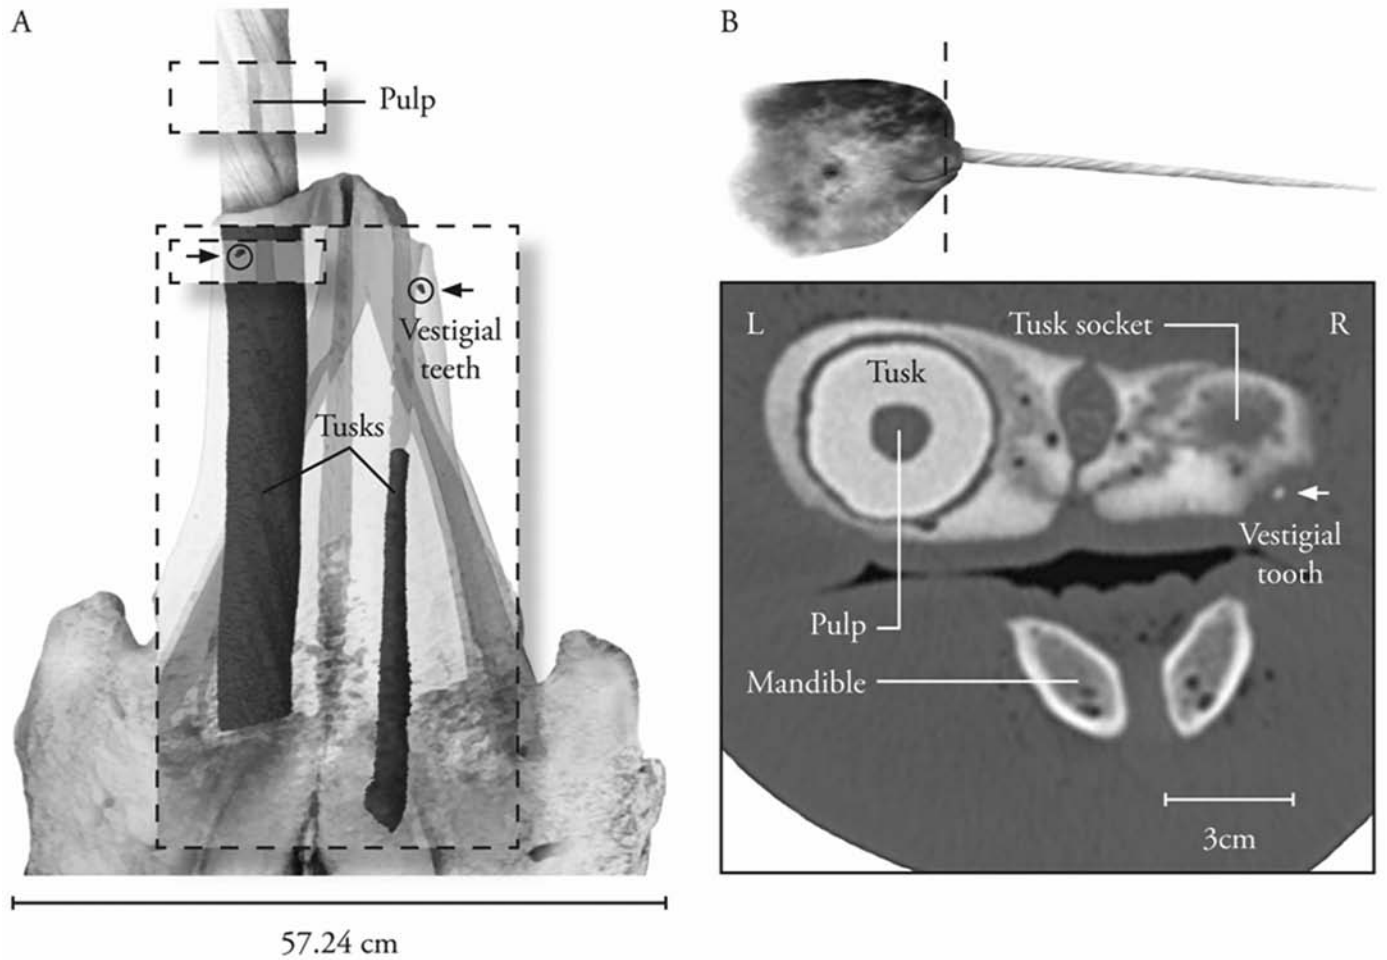 A
Pulp
Vestigial
teeth
Tusks
57.24 cm
B
L
Tusk socket
R
Tusk
Vestigial
tooth
Pulp
Mandible
3cm